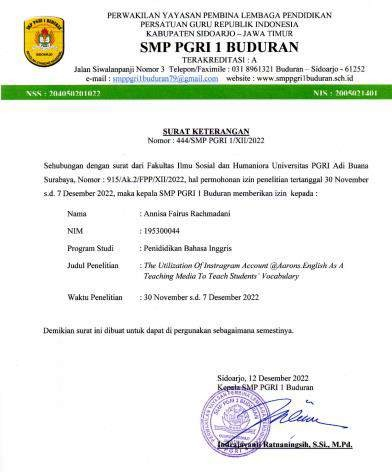 PERWAKILAN YAYASAN PEMBINA LEMBAGA PENDIDIKAN
PERSATUAN GURU REPUBLIK INDONESIA
KABUPATEN SIDOARJO – JAWA TIMUR
SMP PGRI 1 BUDURAN
TERAKREDITASI : A
Jalan Siwalanpanji Nomor 3 Telepon/Faximile : 031 8961321 Buduran – Sidoarjo - 61252
e-mail : smppgri1buduran79@gmail.com website : www.smppgri1buduran.sch.id
NSS : 204050201022 NIS : 2005021401
SURAT KETERANGAN
Nomor : 444/SMP PGRI 1/XII/2022
Sehubungan dengan surat dari Fakultas Ilmu Sosial dan Humaniora Universitas PGRI Adi Buana
Surabaya, Nomor : 915/Ak.2/FPP/XII/2022, hal permohonan izin penelitian tertanggal 30 November
s.d. 7 Desember 2022, maka kepala SMP PGRI 1 Buduran memberikan izin kepada :
Nama : Annisa Fairus Rachmadani
NIM : 195300044
Program Studi : Penididikan Bahasa Inggris
Judul Penelitian : The Utilization Of Instragram Account @Aarons.English As A
Teaching Media To Teach Students' Vocabulary
Waktu Penelitian : 30 November s.d. 7 Desember 2022
Demikian surat ini dibuat untuk dapat di pergunakan sebagaimana semestinya.
Sidoarjo, 12 Desember 2022
Kepala SMP PGRI 1 Buduran
Indrajayanti Ratnaningsih, S.Si., M.Pd.